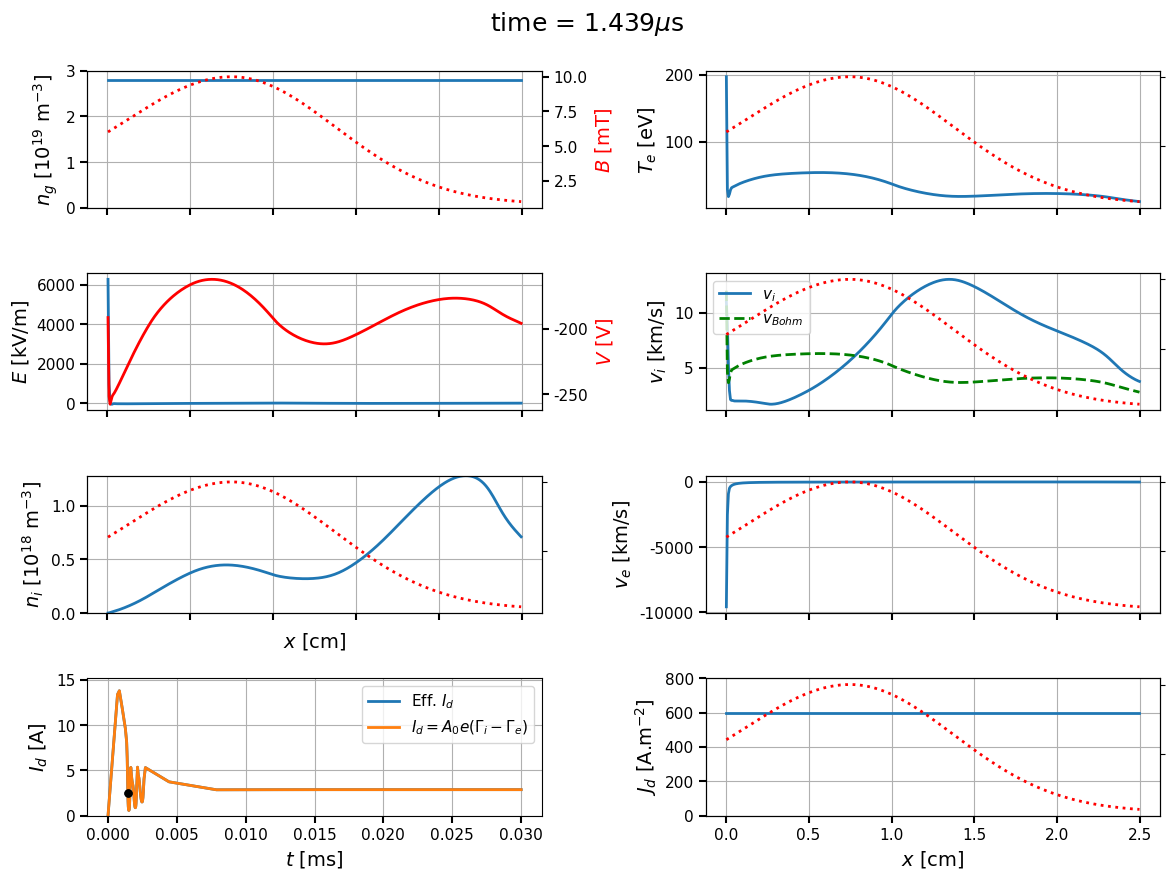 time = 1.439μs
3
2
1
0
n_g [10^19 m^−3]
10.0
7.5
5.0
2.5
B [mT]
200
100
T_e [eV]
6000
4000
2000
0
E [kV/m]
-200
-250
V [V]
10
5
v_i [km/s]
v_i
v_Bohm
1.0
0.5
0.0
n_i [10^18 m^−3]
x [cm]
0
-5000
-10000
v_e [km/s]
15
10
5
0
I_d [A]
Eff. I_d
I_d = A_0e(Γ_i − Γ_e)
0.000 0.005 0.010 0.015 0.020 0.025 0.030
t [ms]
800
600
400
200
0
J_d [A.m^−2]
0.0 0.5 1.0 1.5 2.0 2.5
x [cm]